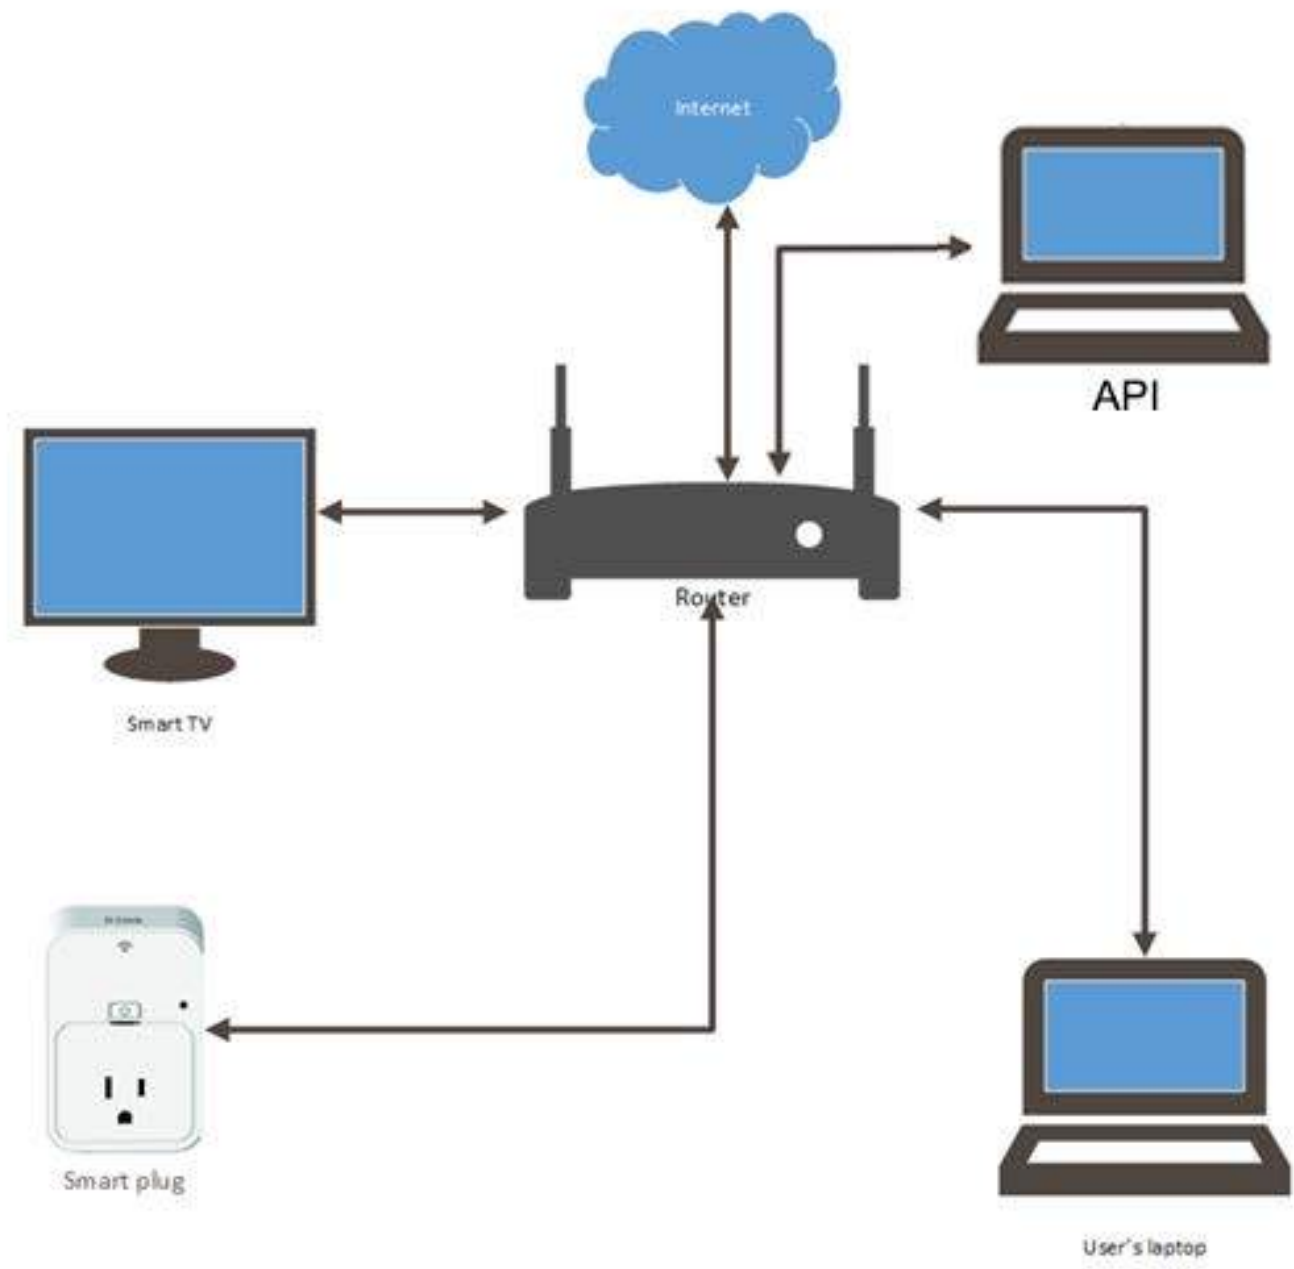 Internet
API
Router
Smart TV
Smart plug
User's laptop